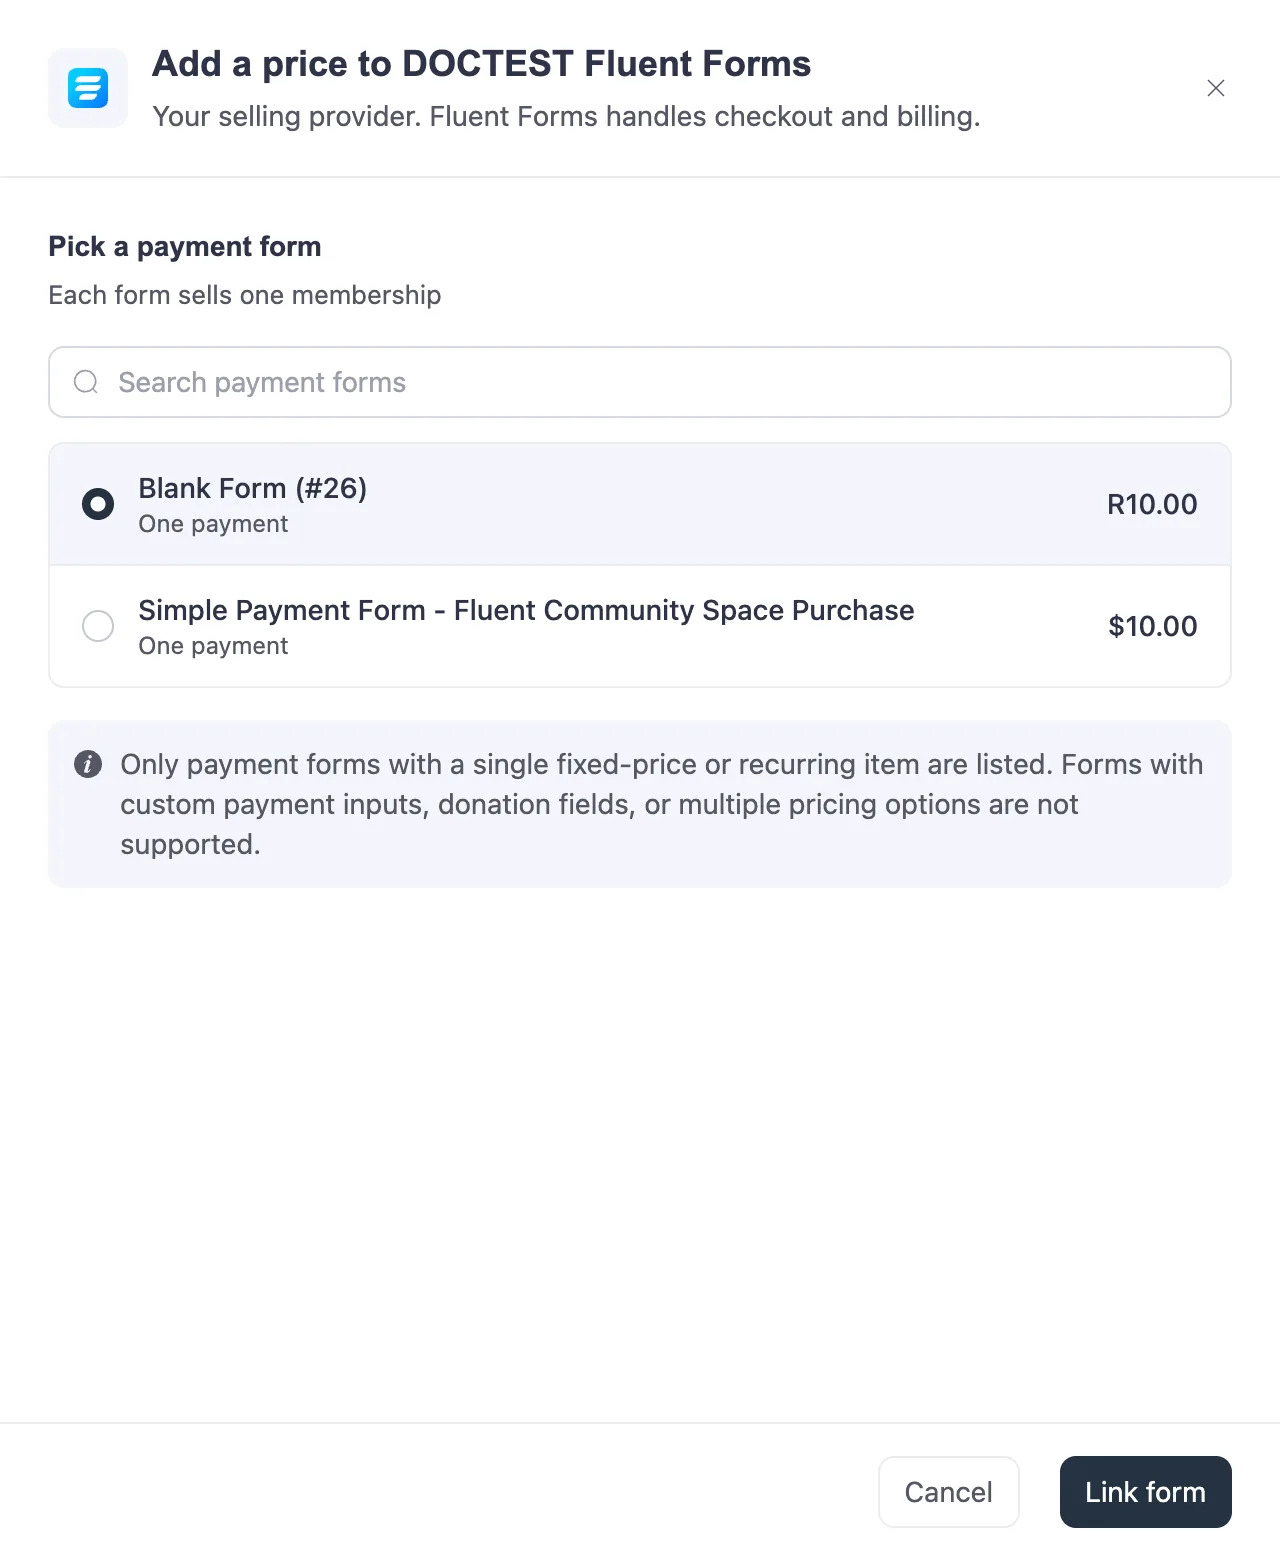 Add a price to DOCTEST Fluent Forms
Your selling provider. Fluent Forms handles checkout and billing.
Pick a payment form
Each form sells one membership
Search payment forms
Blank Form (#26)
One payment
R10.00
Simple Payment Form - Fluent Community Space Purchase
One payment
$10.00
Only payment forms with a single fixed-price or recurring item are listed. Forms with
custom payment inputs, donation fields, or multiple pricing options are not
supported.
Cancel
Link form